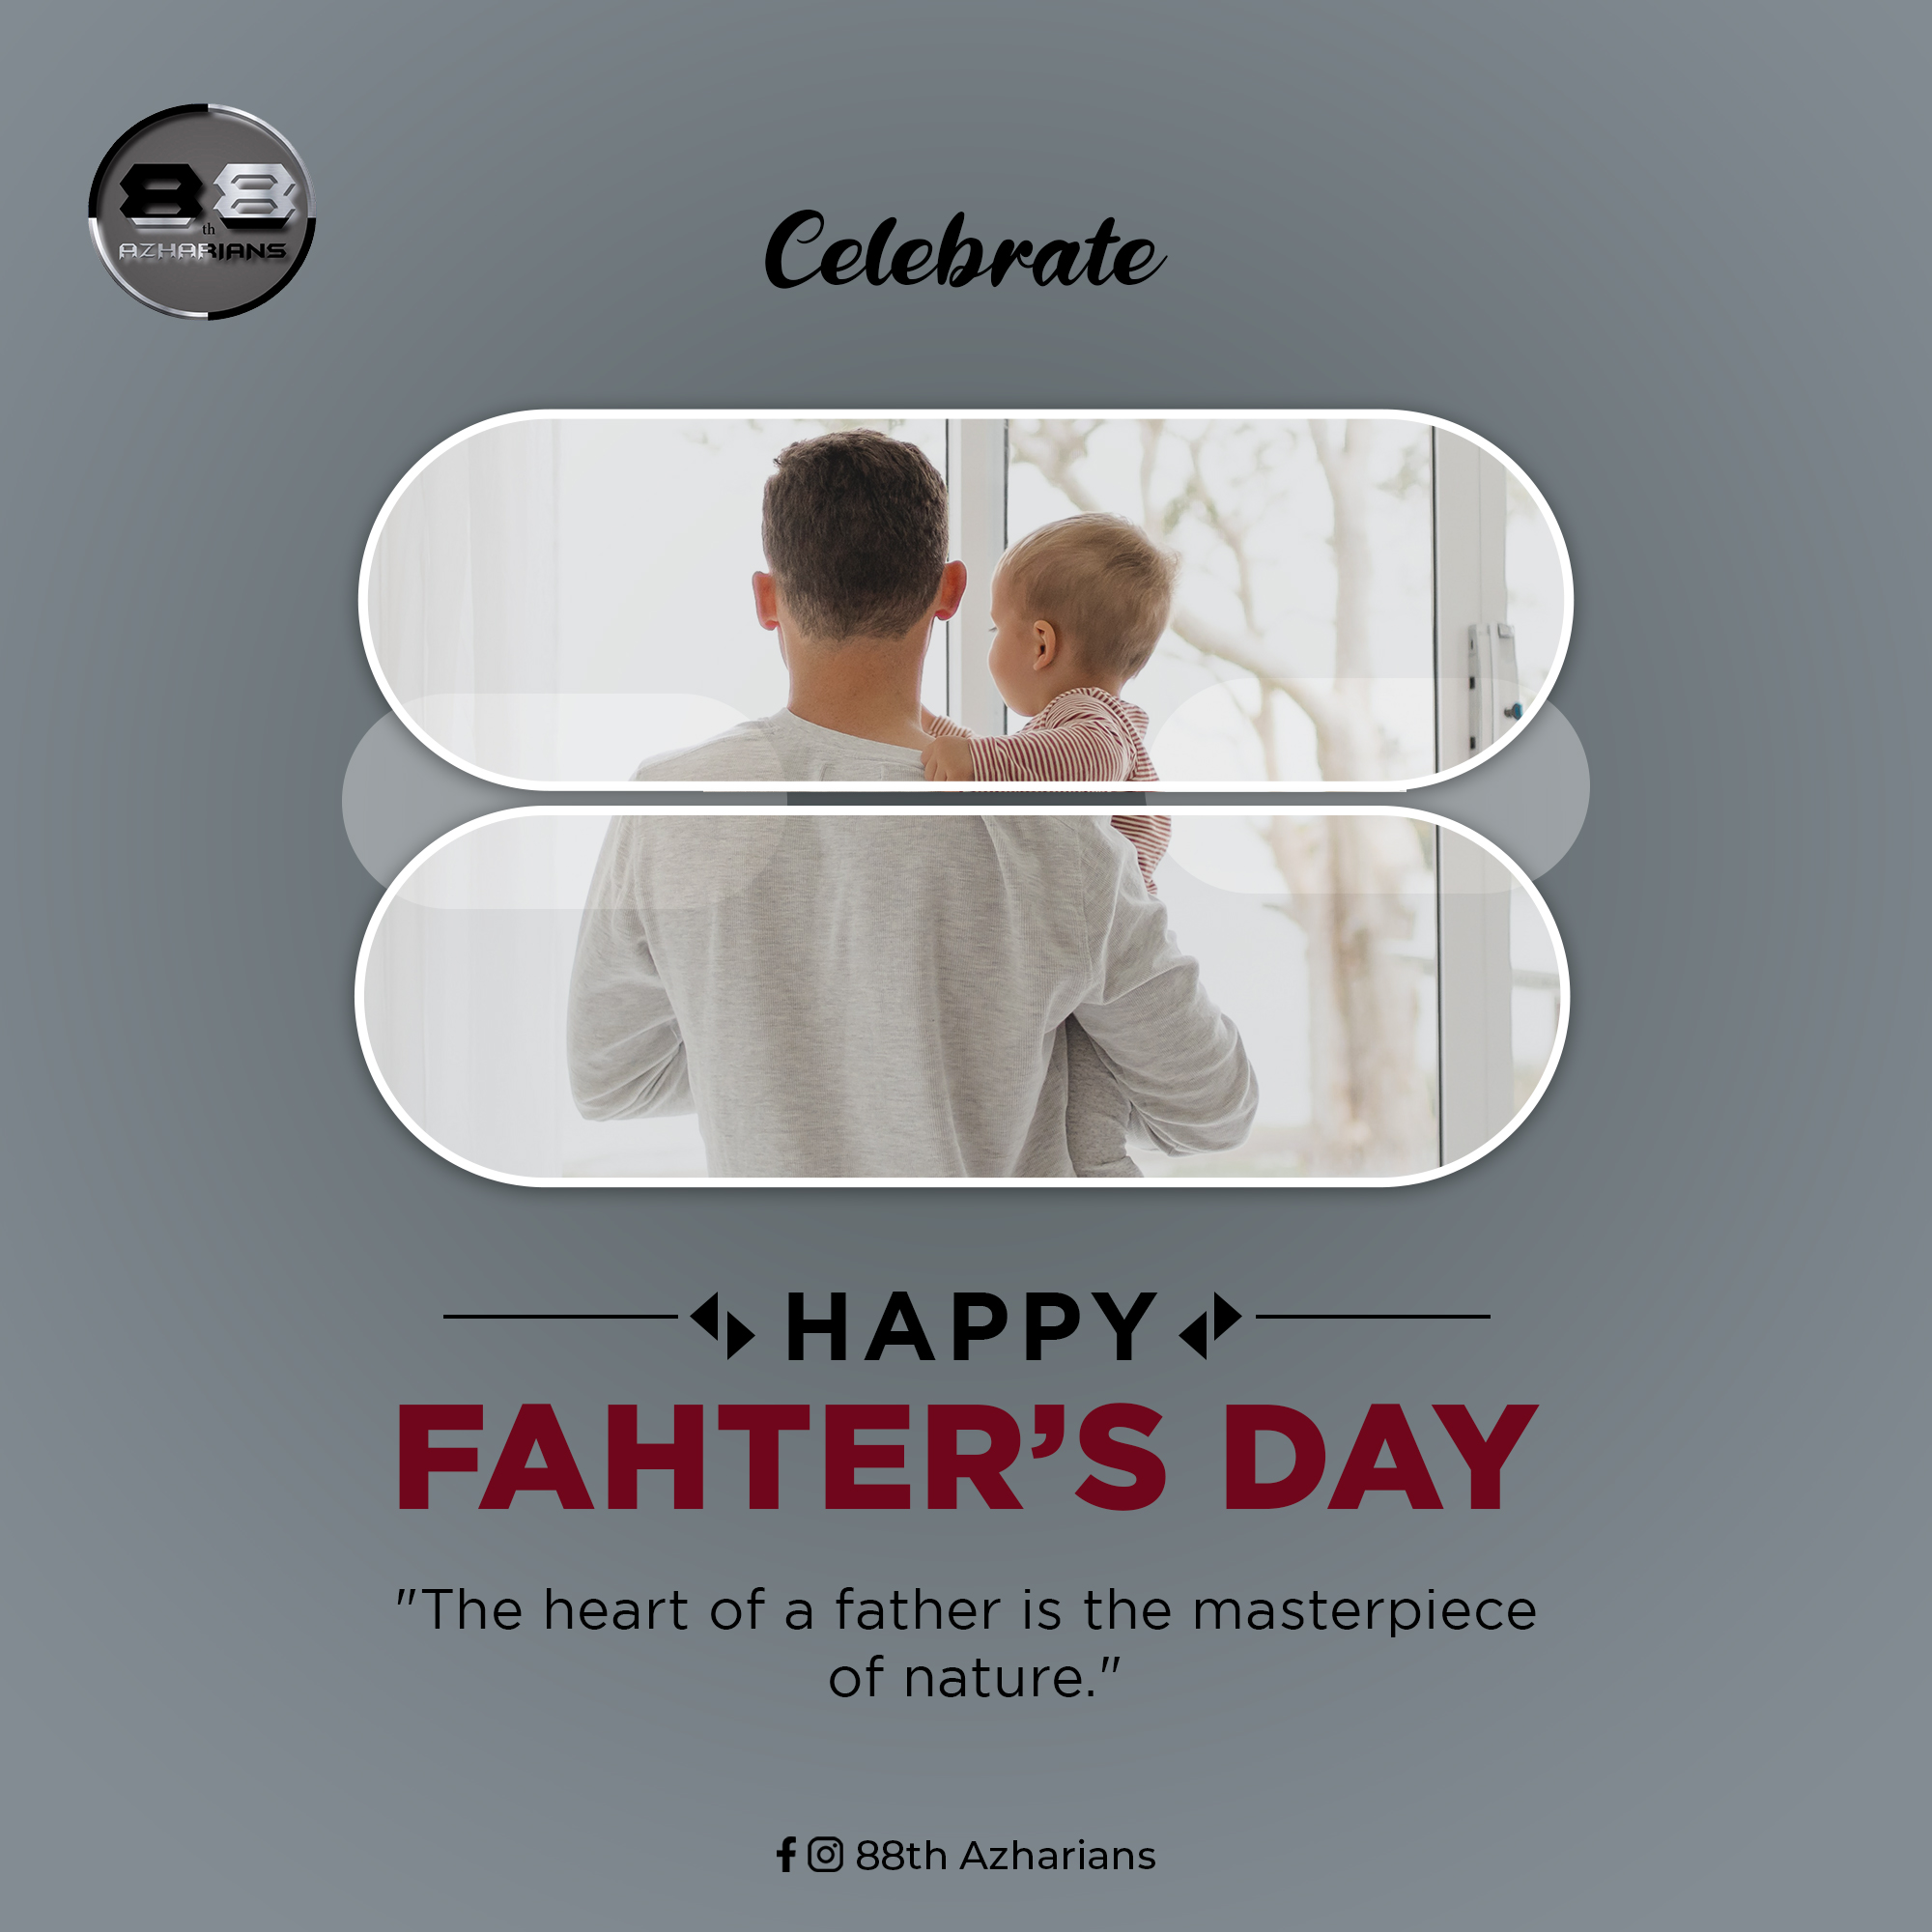 88
th
AZHARIANS
Celebrate
HAPPY
FAHTER’S DAY
"The heart of a father is the masterpiece
of nature."
88th Azharians